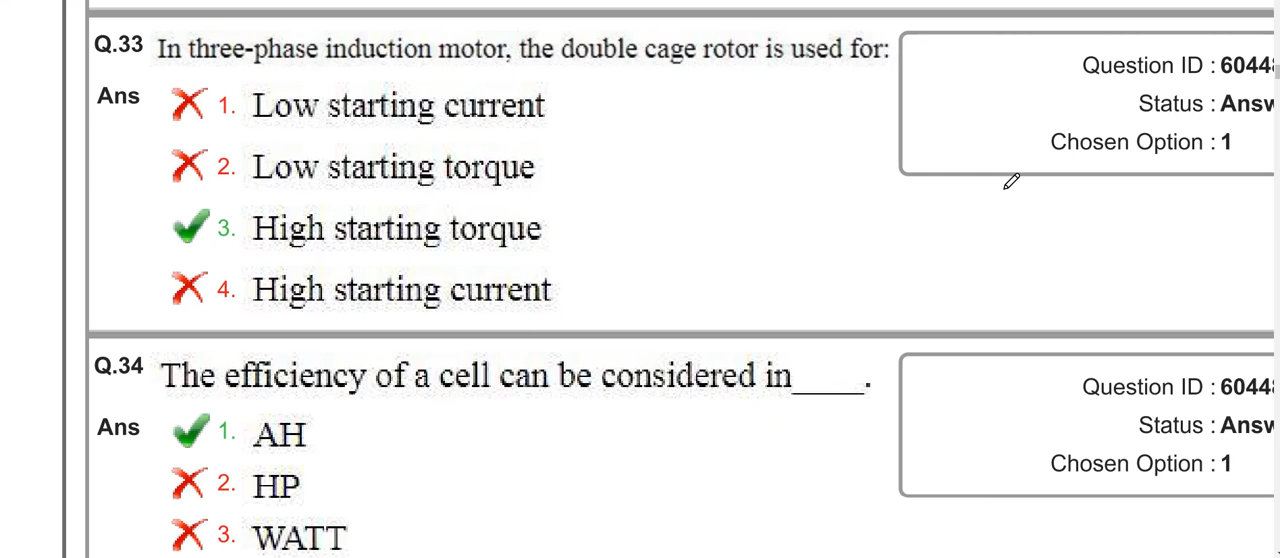 Q.33 In three-phase induction motor, the double cage rotor is used for:
Ans
1. Low starting current
2. Low starting torque
3. High starting torque
4. High starting current
Question ID : 6044
Status : Answ
Chosen Option : 1
Q.34 The efficiency of a cell can be considered in____.
Ans
1. AH
2. HP
3. WATT
Question ID : 6044
Status : Answ
Chosen Option : 1